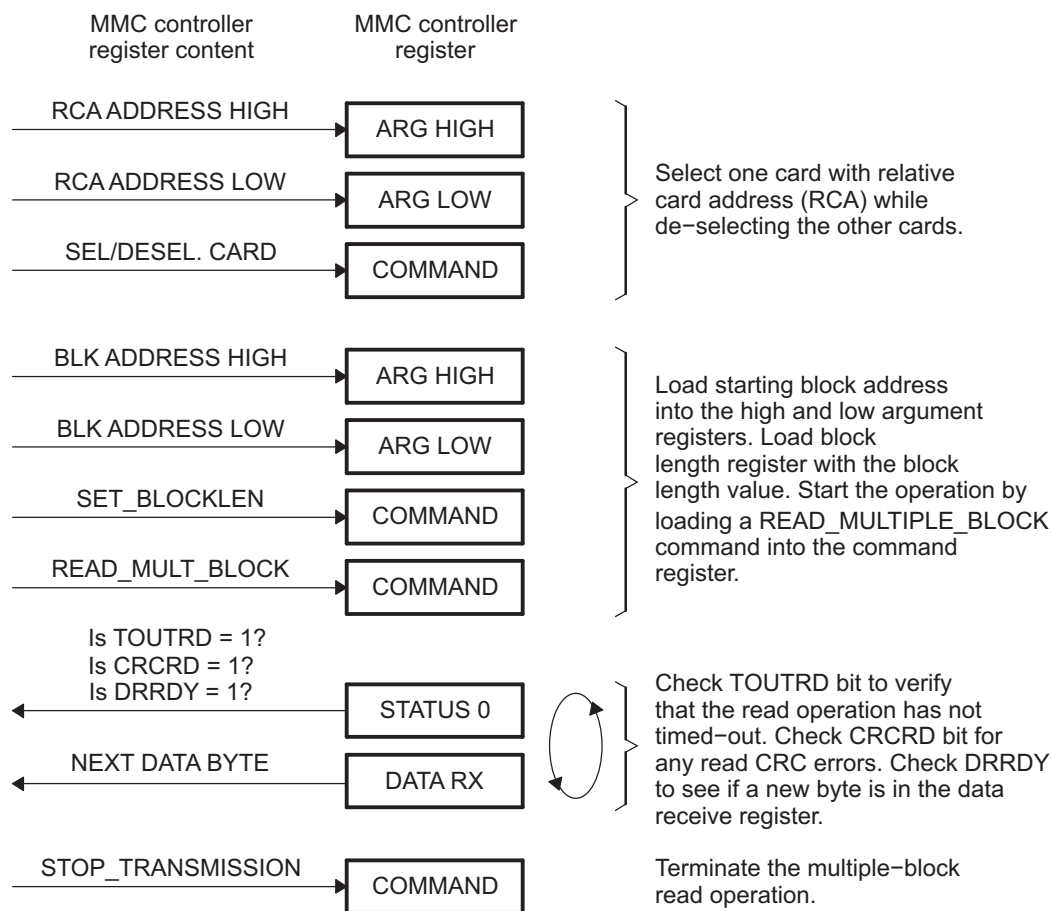 MMC controller
register content
MMC controller
register
RCA ADDRESS HIGH
ARG HIGH
RCA ADDRESS LOW
ARG LOW
SEL/DESEL. CARD
COMMAND
Select one card with relative
card address (RCA) while
de−selecting the other cards.
BLK ADDRESS HIGH
ARG HIGH
BLK ADDRESS LOW
ARG LOW
SET_BLOCKLEN
COMMAND
READ_MULT_BLOCK
COMMAND
Load starting block address
into the high and low argument
registers. Load block
length register with the block
length value. Start the operation by
loading a READ_MULTIPLE_BLOCK
command into the command
register.
Is TOUTRD = 1?
Is CRCRD = 1?
Is DRRDY = 1?
STATUS 0
NEXT DATA BYTE
DATA RX
Check TOUTRD bit to verify
that the read operation has not
timed−out. Check CRCRD bit for
any read CRC errors. Check DRRDY
to see if a new byte is in the data
receive register.
STOP_TRANSMISSION
COMMAND
Terminate the multiple−block
read operation.